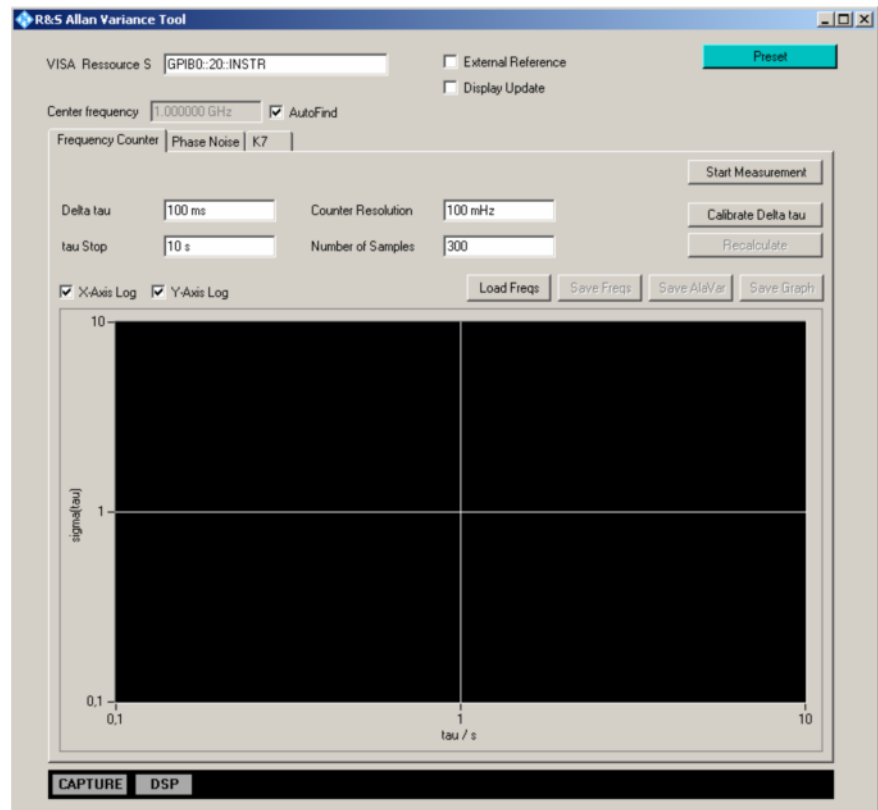 R&S Allan Variance Tool
VISA Ressource S GPIB0::20::INSTR
External Reference
Preset
Display Update
Center frequency 1.000000 GHz AutoFind
Frequency Counter Phase Noise K7
Start Measurement
Delta tau 100 ms Counter Resolution 100 mHz
Calibrate Delta tau
tau Stop 10 s Number of Samples 300
Recalculate
X-Axis Log Y-Axis Log
Load Freqs Save Freqs Save AlaVar Save Graph
10
sigma(tau)
1
0,1
0,1 1 10
tau / s
CAPTURE DSP